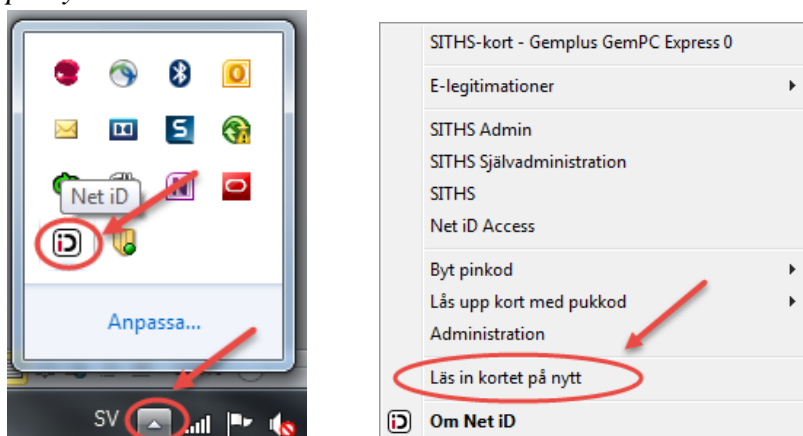 Net iD
Anpassa...
SV
SITHS-kort - Gemplus GemPC Express 0
E-legitimationer
SITHS Admin
SITHS Självadministration
SITHS
Net iD Access
Byt pinkod
Lås upp kort med pukkod
Administration
Läs in kortet på nytt
Om Net iD